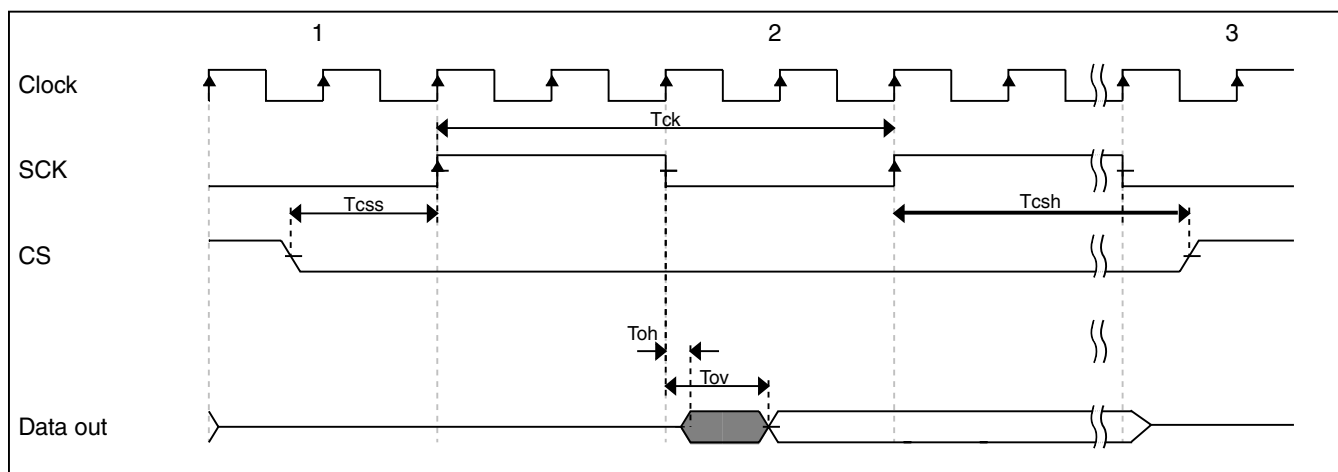 1 2 3
Clock
Tck
SCK
Tcss Tcsh
CS
Toh
Tov
Data out